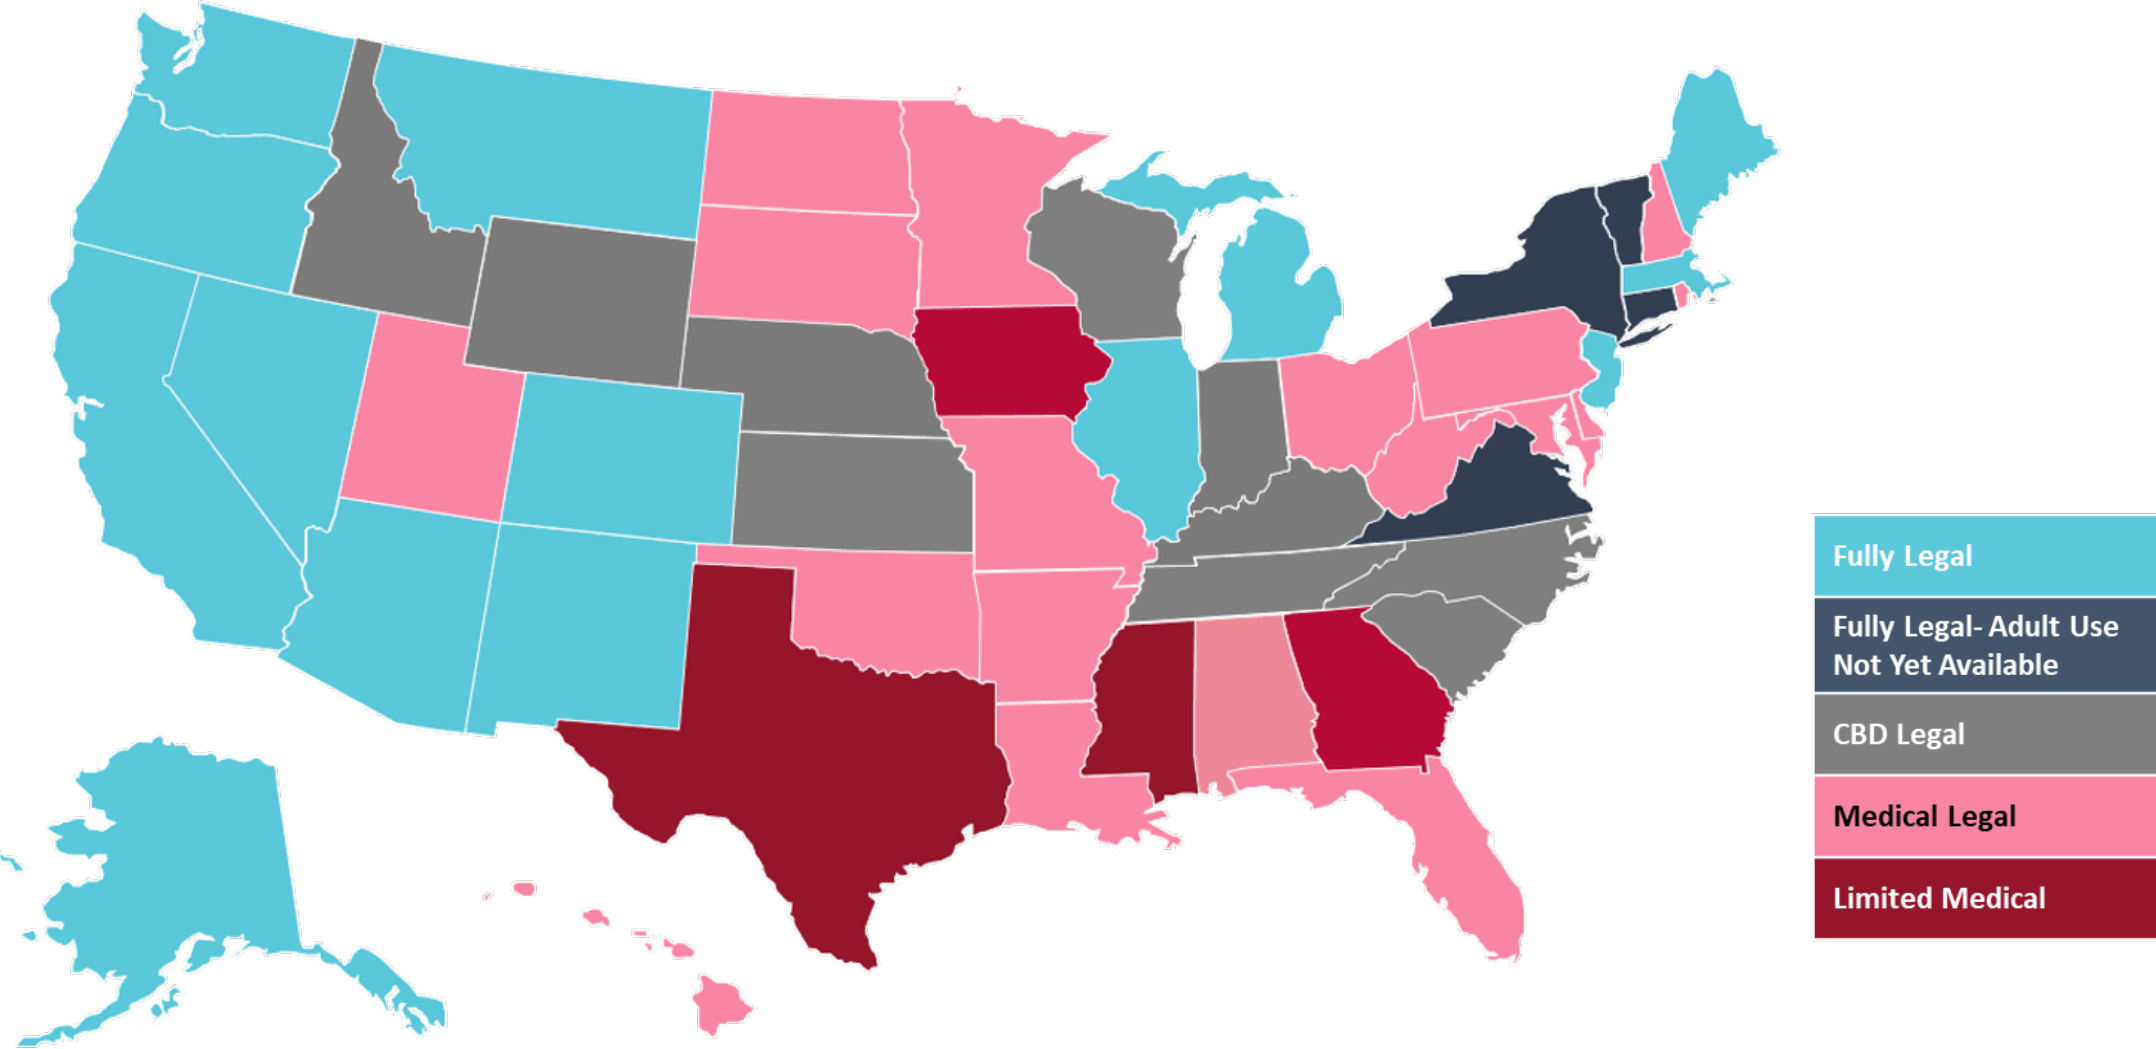 Fully Legal
Fully Legal- Adult Use
Not Yet Available
CBD Legal
Medical Legal
Limited Medical